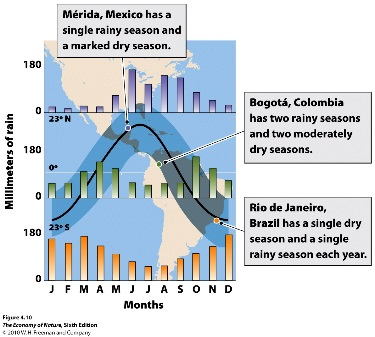 Mérida, Mexico has a
single rainy season and
a marked dry season.
180
0
23° N
Bogotá, Colombia
has two rainy seasons
and two moderately
dry seasons.
180
0°
0
Millimeters of rain
Rio de Janeiro,
Brazil has a single dry
season and a single
rainy season each year.
23° S
180
0
J F M A M J J A S O N D
Months
Figure 4.10
The Economy of Nature, Sixth Edition
© 2010 W.H. Freeman and Company